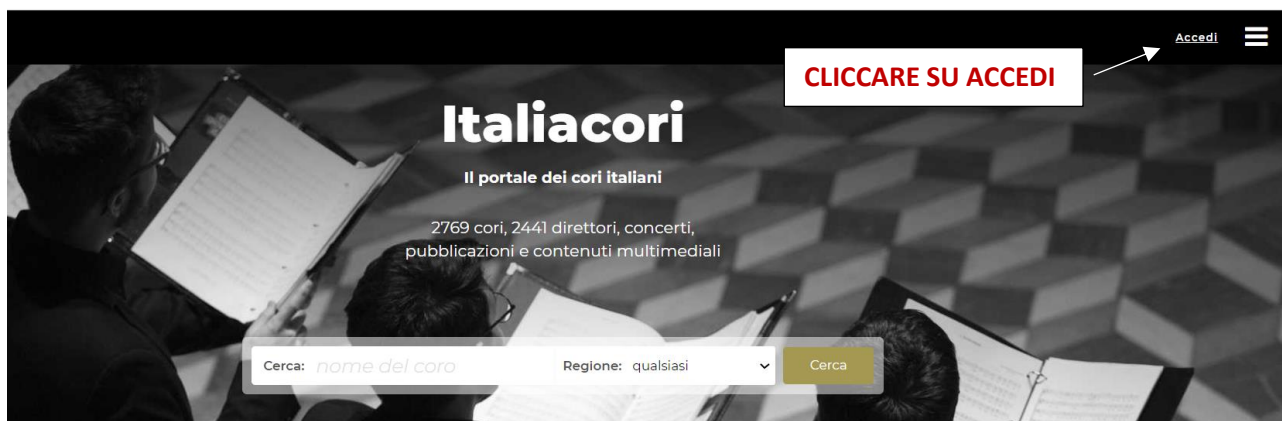 Accedi
CLICCARE SU ACCEDI
Italiacori
Il portale dei cori italiani
2769 cori, 2441 direttori, concerti,
pubblicazioni e contenuti multimediali
Cerca: nome del coro Regione: qualsiasi Cerca